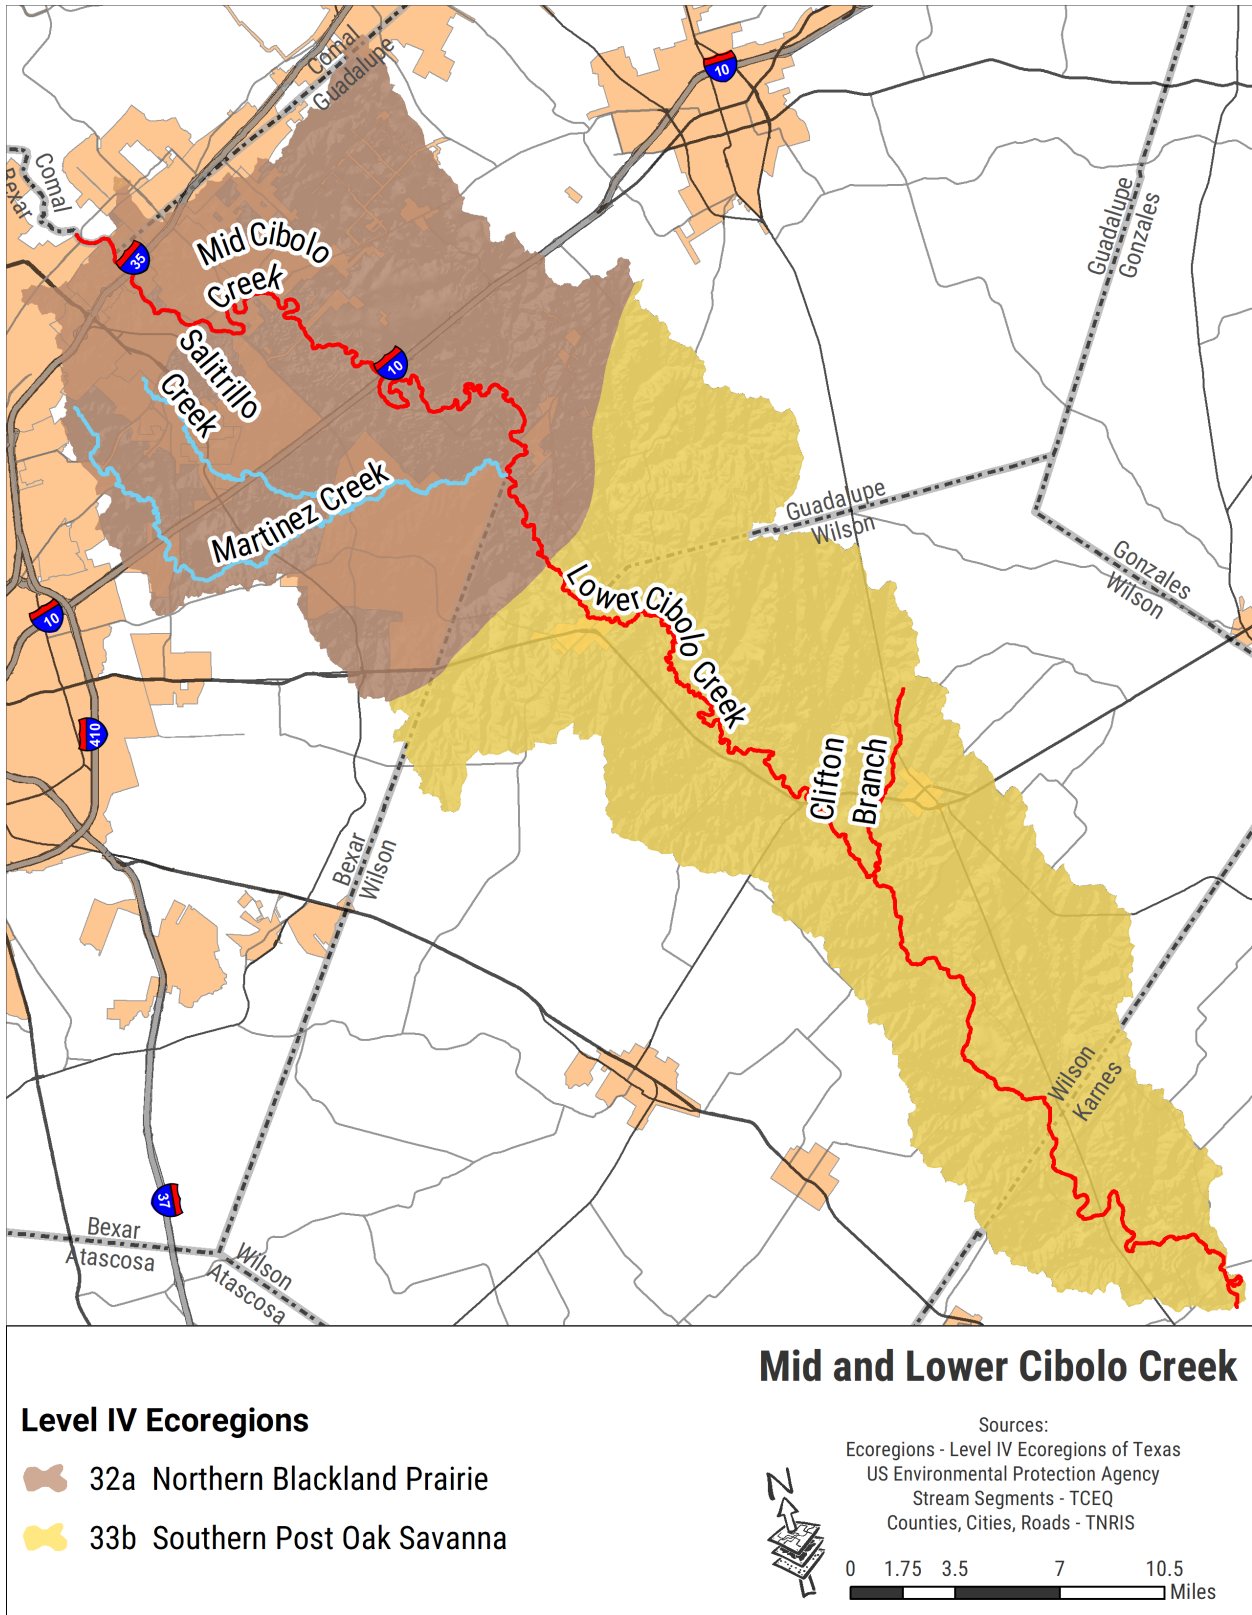 Comal
Guadalupe
10
Comal
Bexar
Guadalupe
Gonzales
35
Mid Cibolo
Creek
10
Salitrillo
Creek
Martinez Creek
Guadalupe
Wilson
Gonzales
Wilson
10
Lower Cibolo Creek
410
Clifton
Branch
Bexar
Wilson
Wilson
Karnes
37
Bexar
Atascosa
Wilson
Atascosa
Mid and Lower Cibolo Creek
Level IV Ecoregions
32a Northern Blackland Prairie
33b Southern Post Oak Savanna
Sources:
Ecoregions - Level IV Ecoregions of Texas
US Environmental Protection Agency
Stream Segments - TCEQ
Counties, Cities, Roads - TNRIS
N
0 1.75 3.5 7 10.5
Miles